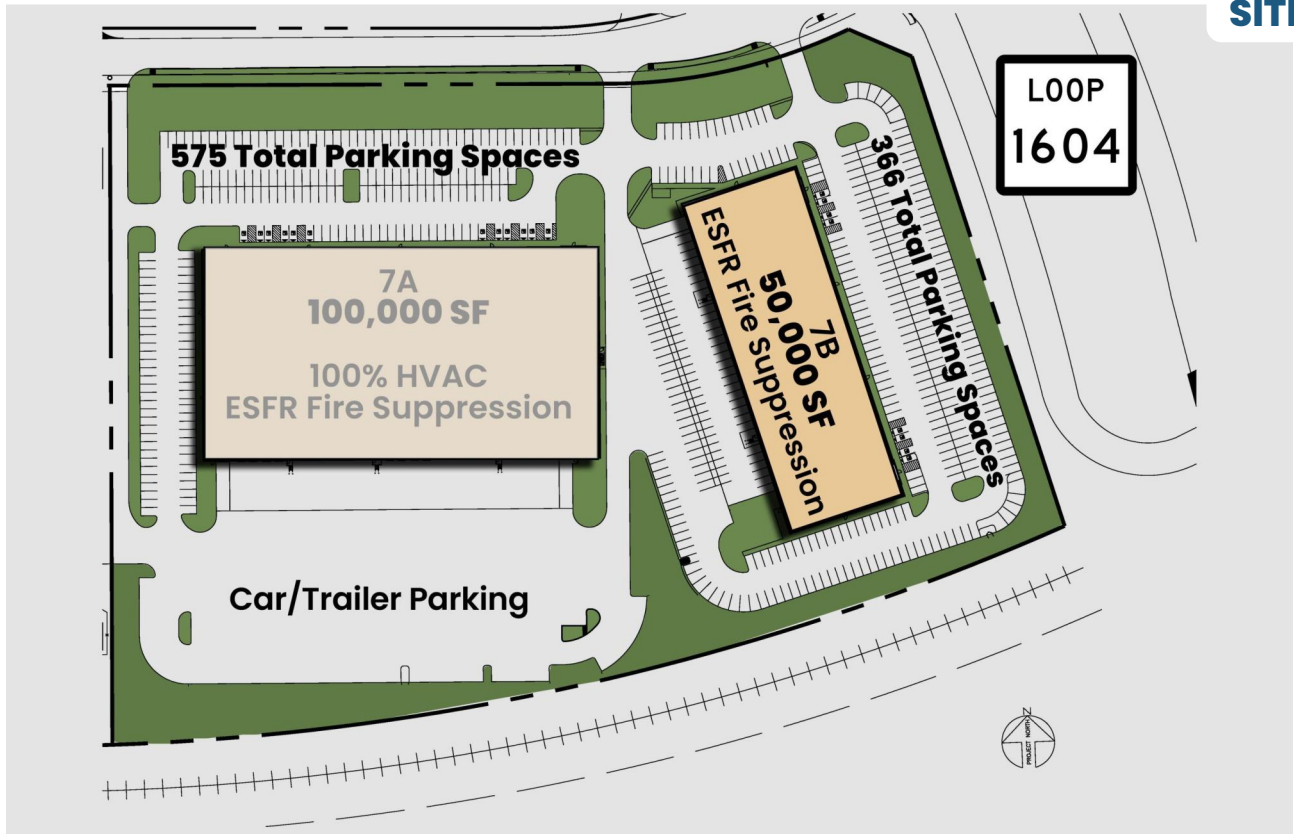 SIT
LOOP
1604
575 Total Parking Spaces
366 Total Parking Spaces
7A
100,000 SF
100% HVAC
ESFR Fire Suppression
7B
50,000 SF
ESFR Fire Suppression
Car/Trailer Parking
N
PROJECT NORTH